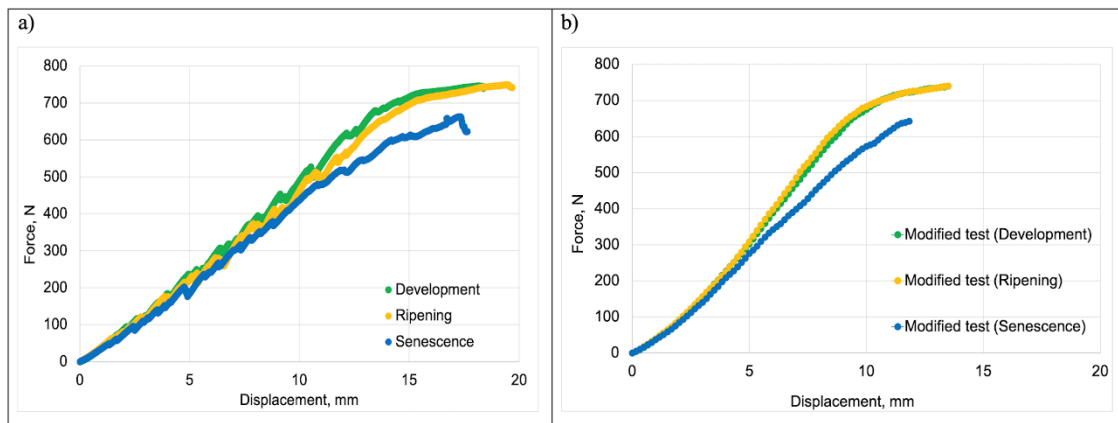 a)
800
700
600
500
400
300
200
100
0
Force, N
0 5 10 15 20
Displacement, mm
Development
Ripening
Senescence
b)
800
700
600
500
400
300
200
100
0
Force, N
0 5 10 15 20
Displacement, mm
Modified test (Development)
Modified test (Ripening)
Modified test (Senescence)